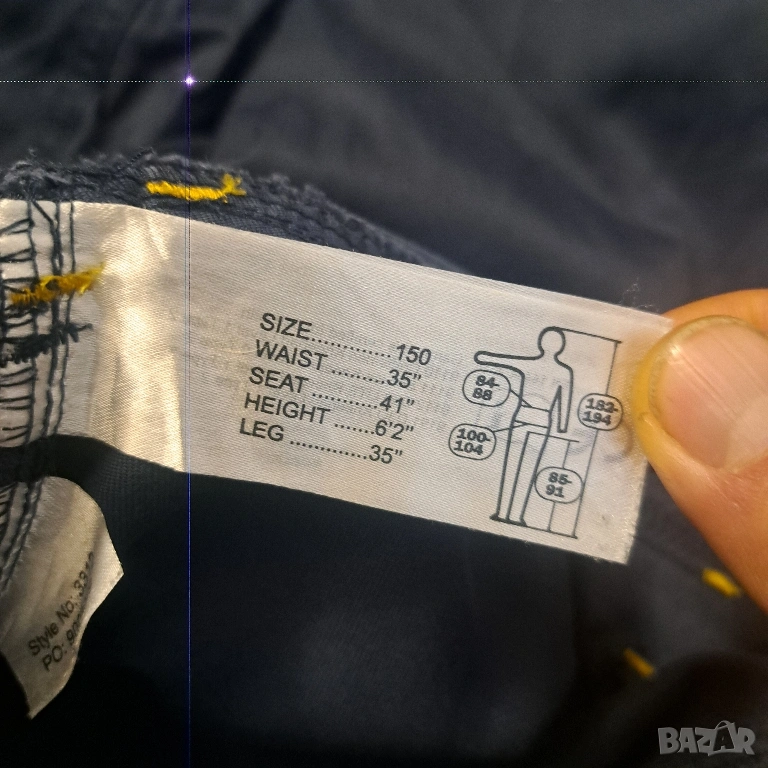 SIZE.............150
WAIST .........35"
SEAT ...........41"
HEIGHT .......6'2"
LEG .............35"
84-
88
182-
194
100-
104
85-
91
Style No.
PO:
BAZAR